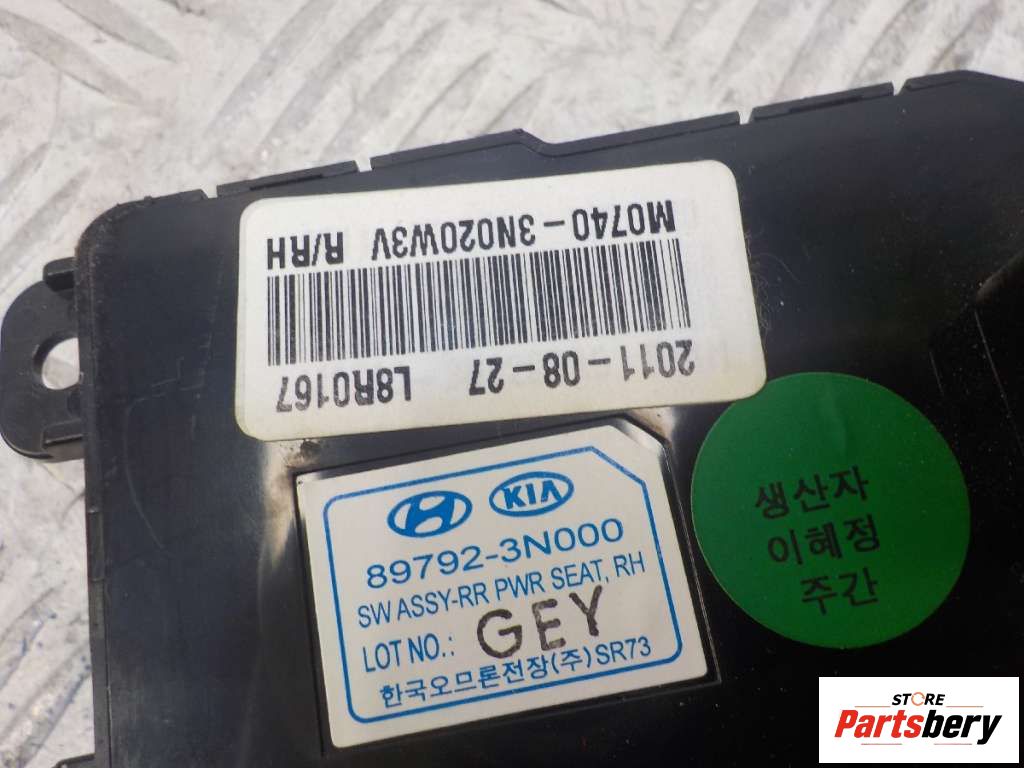 M0740-3N020W3V R/RH
2011-08-27 L8R0167
KIA
89792-3N000
SW ASSY-RR PWR SEAT, RH
LOT NO.: GEY
한국오므론전장(주) SR73
생산자
이혜정
주간
STORE
Partsbery